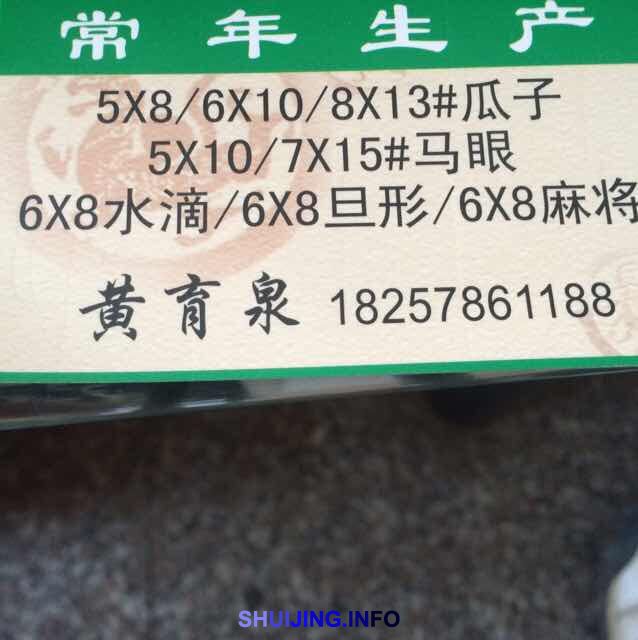 常年生产
5X8/6X10/8X13#瓜子
5X10/7X15#马眼
6X8水滴/6X8旦形/6X8麻将
黄育泉 18257861188
SHUIJING.INFO